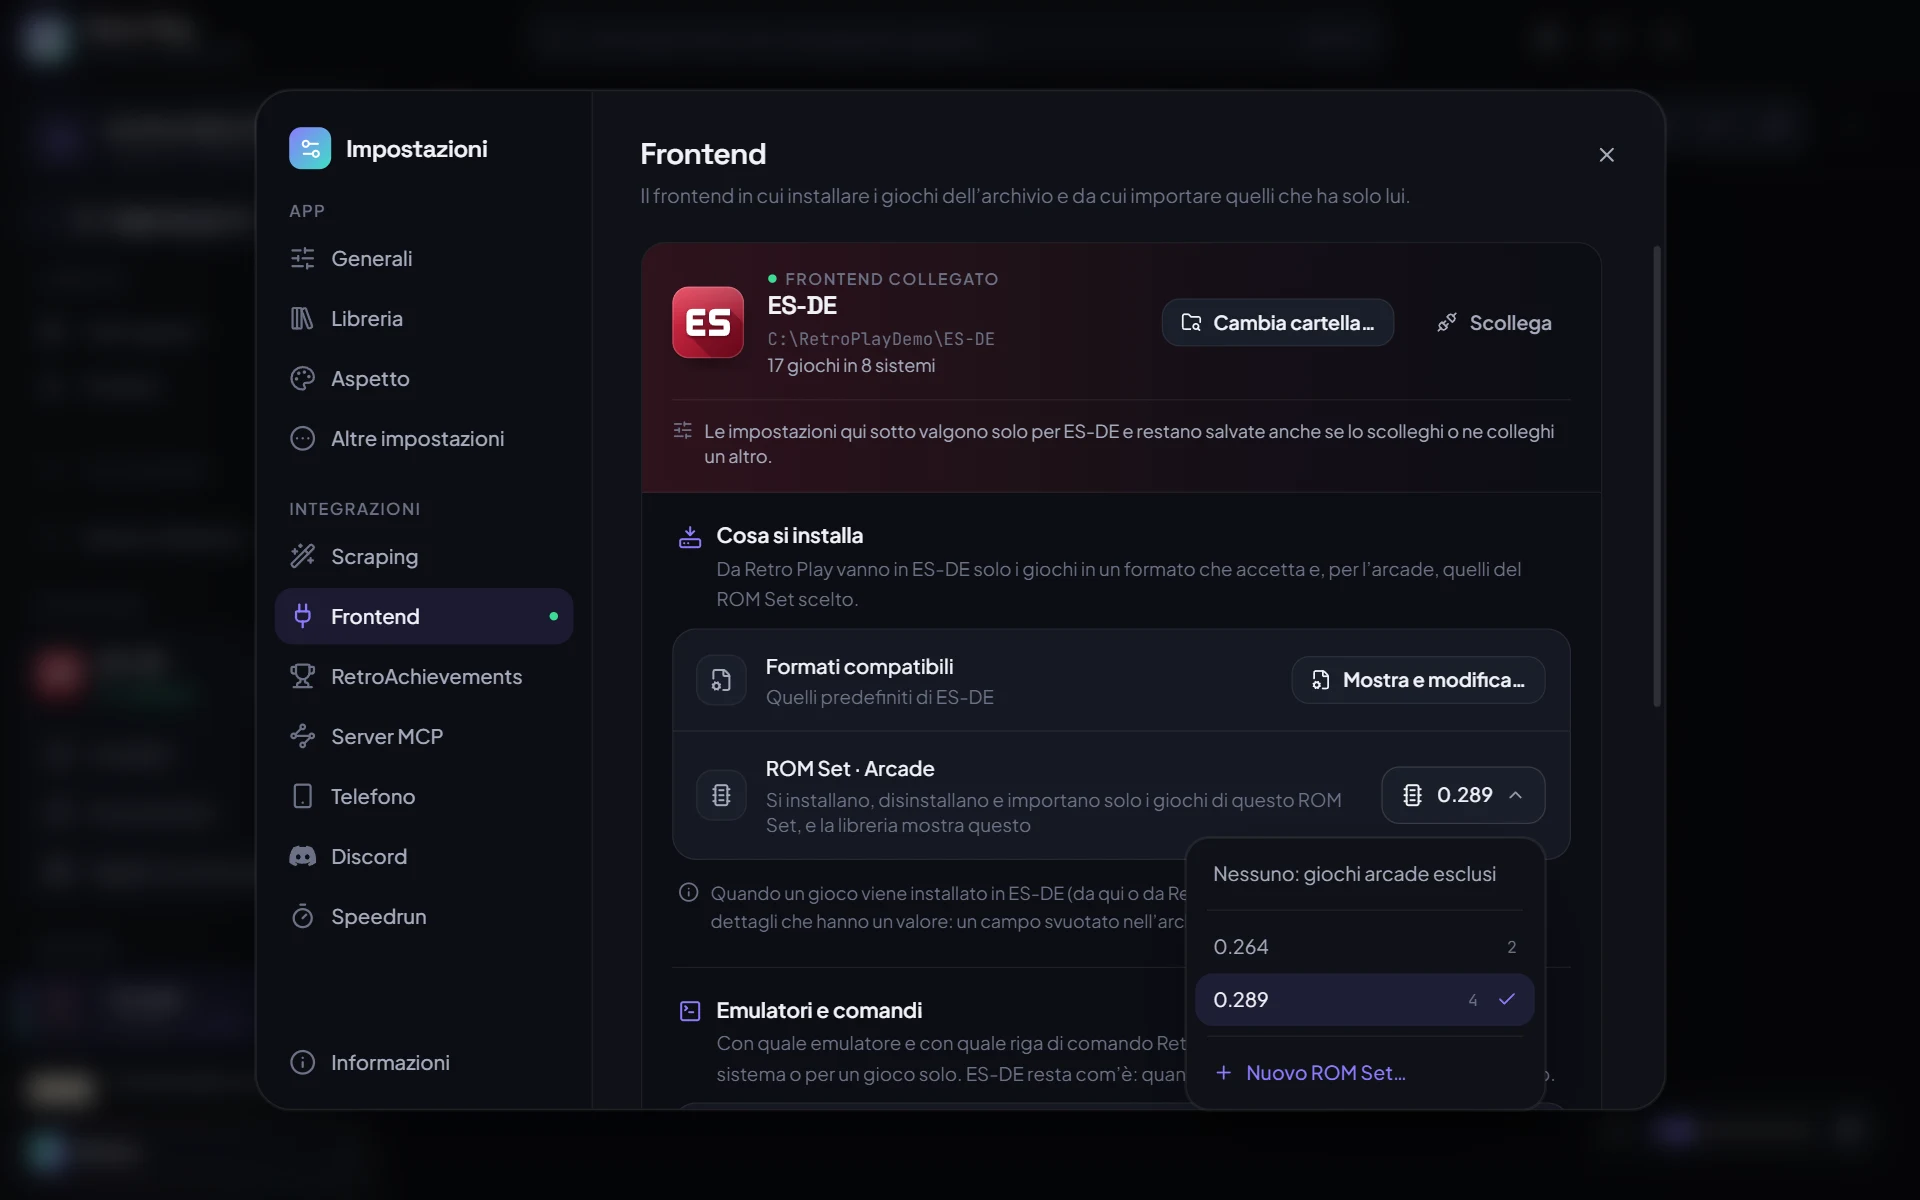 Impostazioni
APP
Generali
Libreria
Aspetto
Altre impostazioni
INTEGRAZIONI
Scraping
Frontend
RetroAchievements
Server MCP
Telefono
Discord
Speedrun
Informazioni
Frontend
Il frontend in cui installare i giochi dell’archivio e da cui importare quelli che ha solo lui.
ES
FRONTEND COLLEGATO
ES-DE
C:\RetroPlayDemo\ES-DE
17 giochi in 8 sistemi
Cambia cartella…
Scollega
Le impostazioni qui sotto valgono solo per ES-DE e restano salvate anche se lo scolleghi o ne colleghi
un altro.
Cosa si installa
Da Retro Play vanno in ES-DE solo i giochi in un formato che accetta e, per l’arcade, quelli del
ROM Set scelto.
Formati compatibili
Quelli predefiniti di ES-DE
Mostra e modifica…
ROM Set · Arcade
Si installano, disinstallano e importano solo i giochi di questo ROM
Set, e la libreria mostra questo
0.289
Nessuno: giochi arcade esclusi
0.264 2
0.289 4
Nuovo ROM Set…
Quando un gioco viene installato in ES-DE (da qui o da Re
dettagli che hanno un valore: un campo svuotato nell’arc
Emulatori e comandi
Con quale emulatore e con quale riga di comando Ret
sistema o per un gioco solo. ES-DE resta com’è: quan